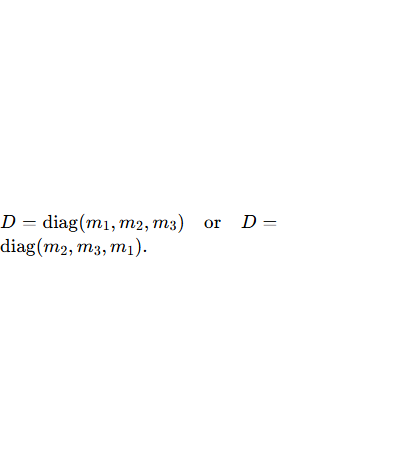 D = diag(m₁, m₂, m₃) or D =
diag(m₂, m₃, m₁).